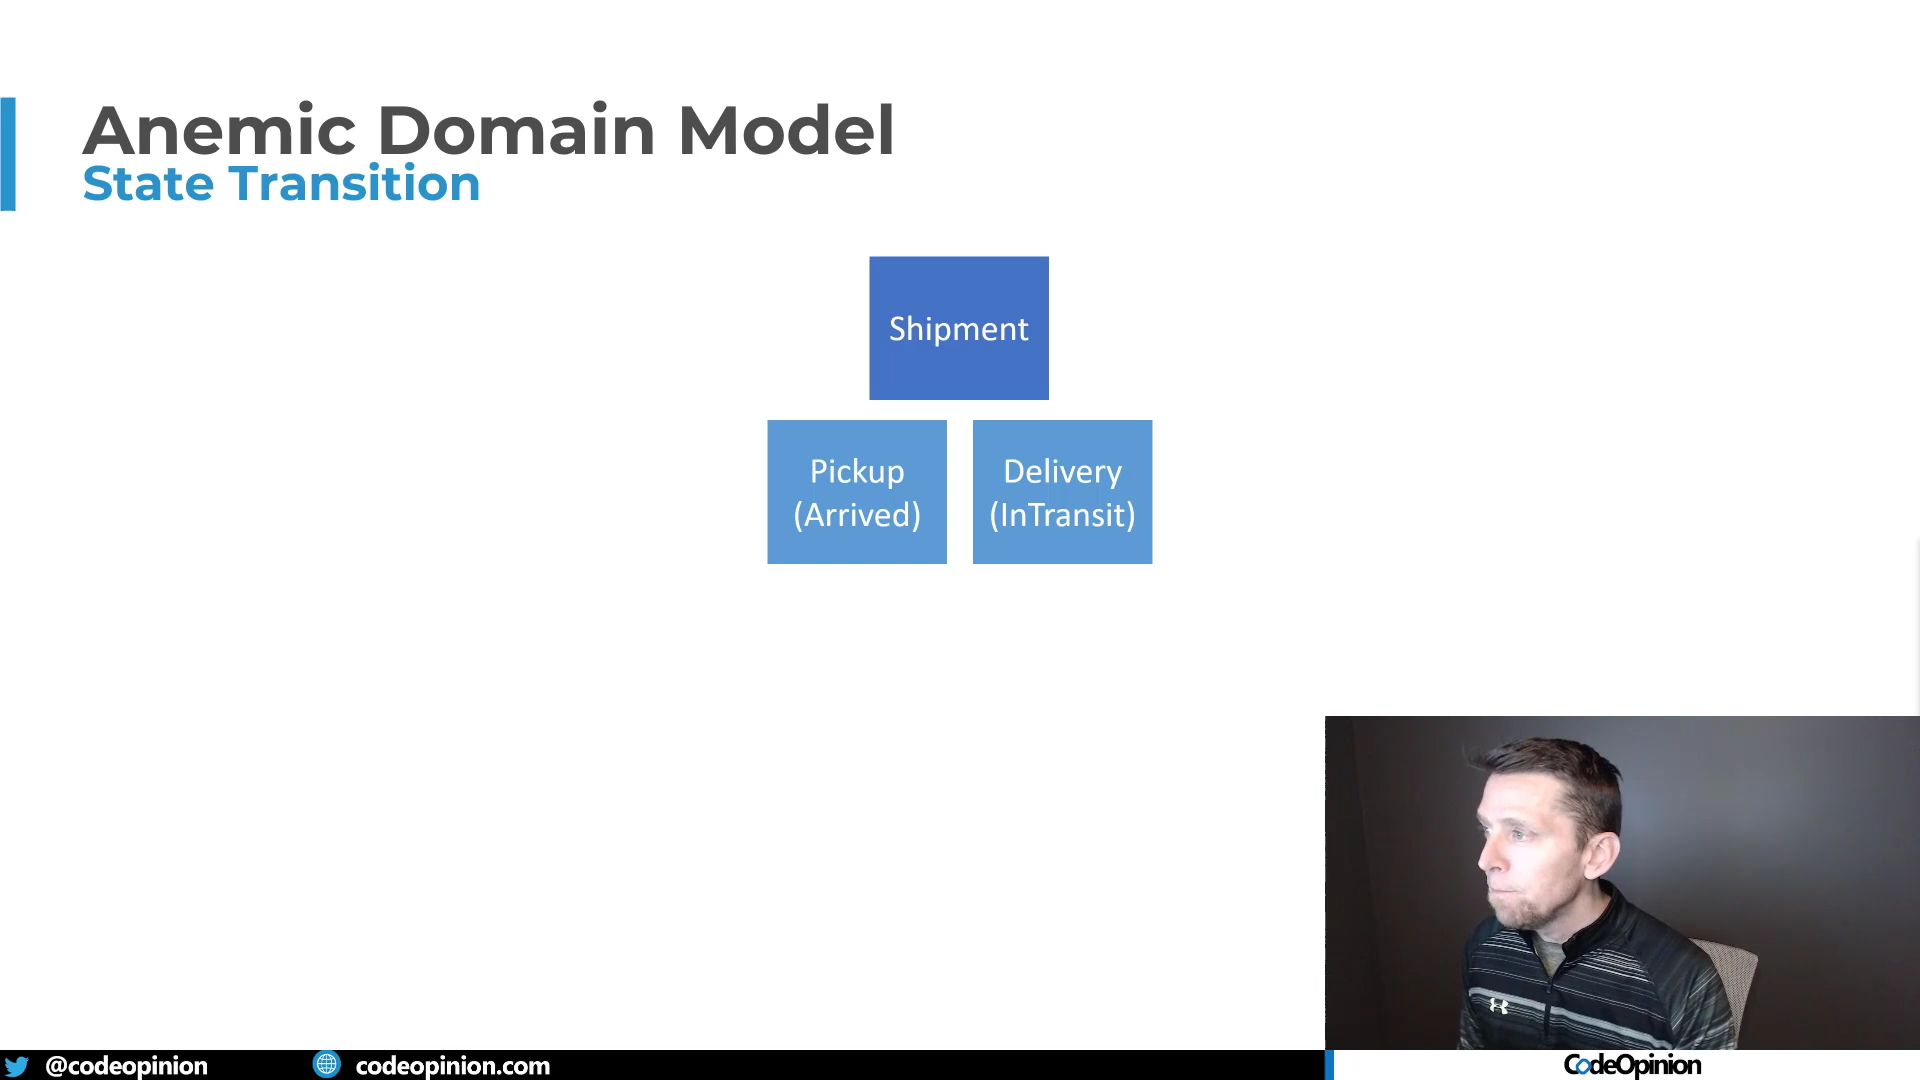 Anemic Domain Model
State Transition
Shipment
Pickup
(Arrived)
Delivery
(InTransit)
@codeopinion
codeopinion.com
CodeOpinion